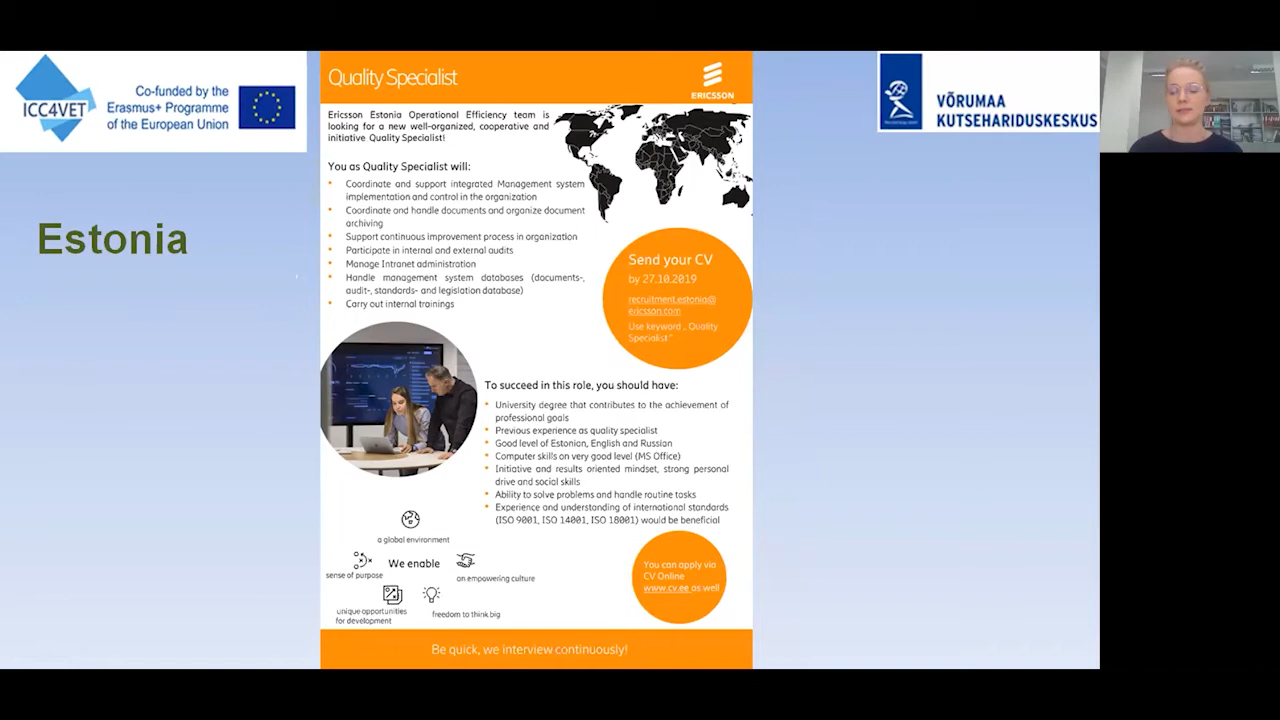 ICC4VET
Co-funded by the
Erasmus+ Programme
of the European Union
Quality Specialist
ERICSSON
VÕRUMAA
KUTSEHARIDUSKESKUS
Estonia
Ericsson Estonia Operational Efficiency team is
looking for a new well-organized, cooperative and
initiative Quality Specialist!
You as Quality Specialist will:
• Coordinate and support integrated Management system
implementation and control in the organization
• Coordinate and handle documents and organize document
archiving
• Support continuous improvement process in organization
• Participate in internal and external audits
• Manage Intranet administration
• Handle management system databases (documents-,
audit-, standards- and legislation database)
• Carry out internal trainings
Send your CV
by 27.10.2019
recruitment.estonia@
ericsson.com
Use keyword „ Quality
Specialist"
To succeed in this role, you should have:
• University degree that contributes to the achievement of
professional goals
• Previous experience as quality specialist
• Good level of Estonian, English and Russian
• Computer skills on very good level (MS Office)
• Initiative and results oriented mindset, strong personal
drive and social skills
• Ability to solve problems and handle routine tasks
• Experience and understanding of international standards
(ISO 9001, ISO 14001, ISO 18001) would be beneficial
a global environment
We enable
sense of purpose
on empowering culture
unique opportunities
for development
freedom to think big
You can apply via
CV Online
www.cv.ee as well
Be quick, we interview continuously!